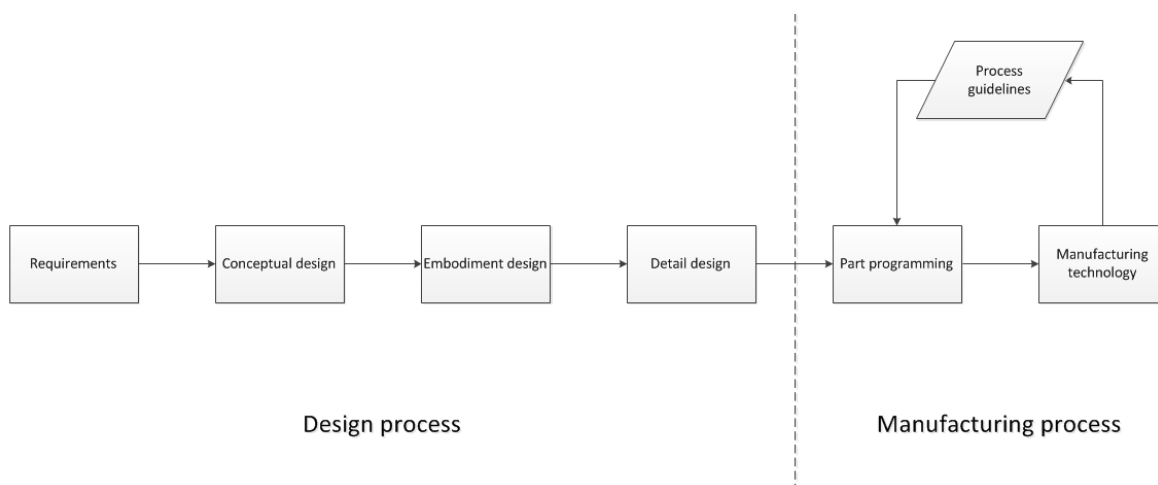 Process
guidelines
Requirements
Conceptual design
Embodiment design
Detail design
Part programming
Manufacturing
technology
Design process
Manufacturing process